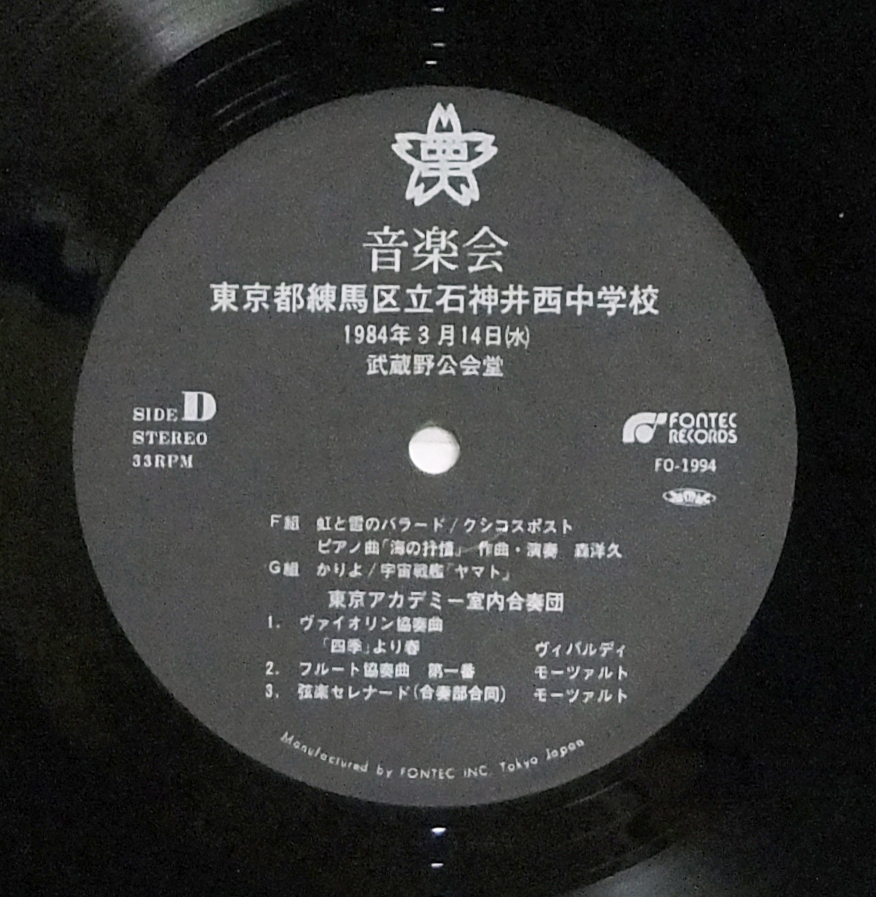 音楽会
東京都練馬区立石神井西中学校
1984年3月14日(水)
武蔵野公会堂
SIDE D
STEREO
33RPM
FONTEC
RECORDS
FO-1994
F組 虹と雪のバラード/クシコスポスト
ピアノ曲「海の抒情」 作曲・演奏 森洋久
G組 かりよ/宇宙戦艦「ヤマト」
東京アカデミー室内合奏団
1. ヴァイオリン協奏曲
「四季」より春 ヴィバルディ
2. フルート協奏曲 第一番 モーツァルト
3. 弦楽セレナード(合奏部合同) モーツァルト
Manufactured by FONTEC INC. Tokyo Japan